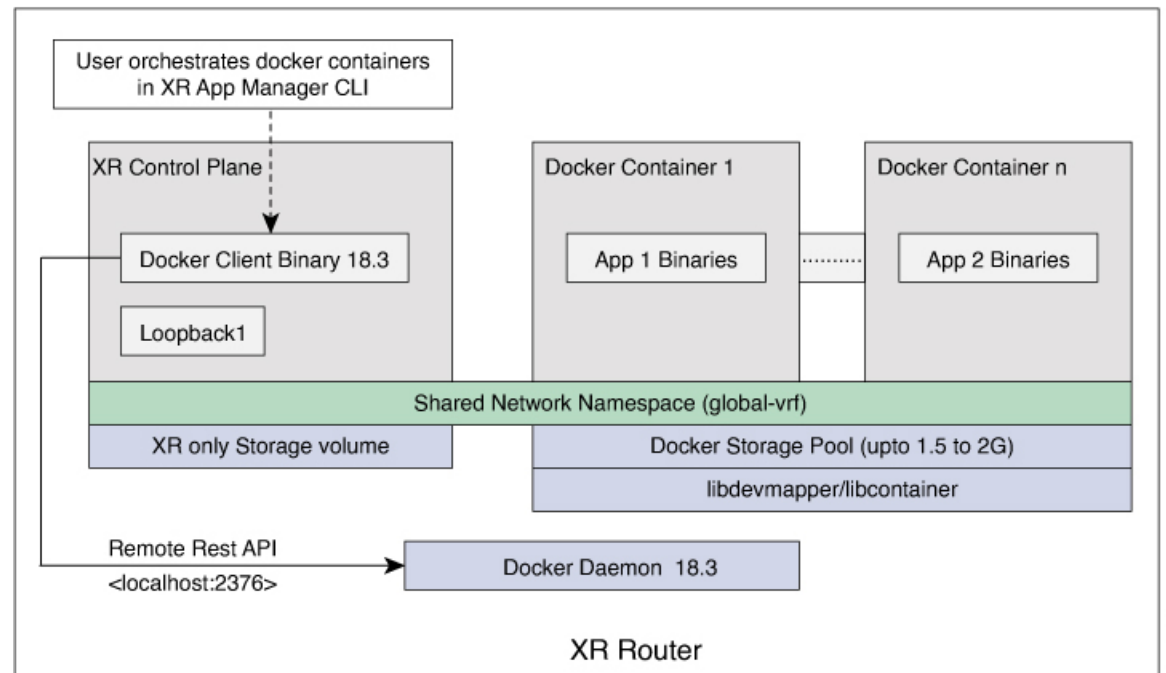 User orchestrates docker containers
in XR App Manager CLI
XR Control Plane
Docker Client Binary 18.3
Loopback1
Docker Container 1
App 1 Binaries
..........
Docker Container n
App 2 Binaries
Shared Network Namespace (global-vrf)
XR only Storage volume
Docker Storage Pool (upto 1.5 to 2G)
libdevmapper/libcontainer
Remote Rest API
<localhost:2376>
Docker Daemon 18.3
XR Router